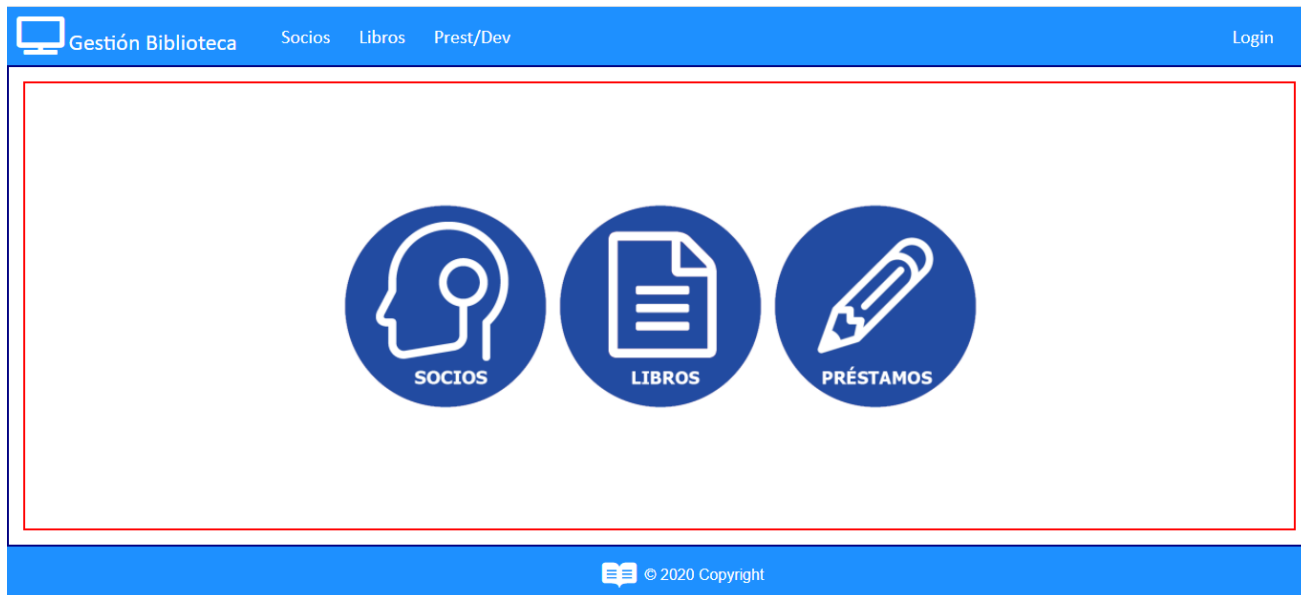 Gestión Biblioteca Socios Libros Prest/Dev Login
SOCIOS LIBROS PRÉSTAMOS
© 2020 Copyright